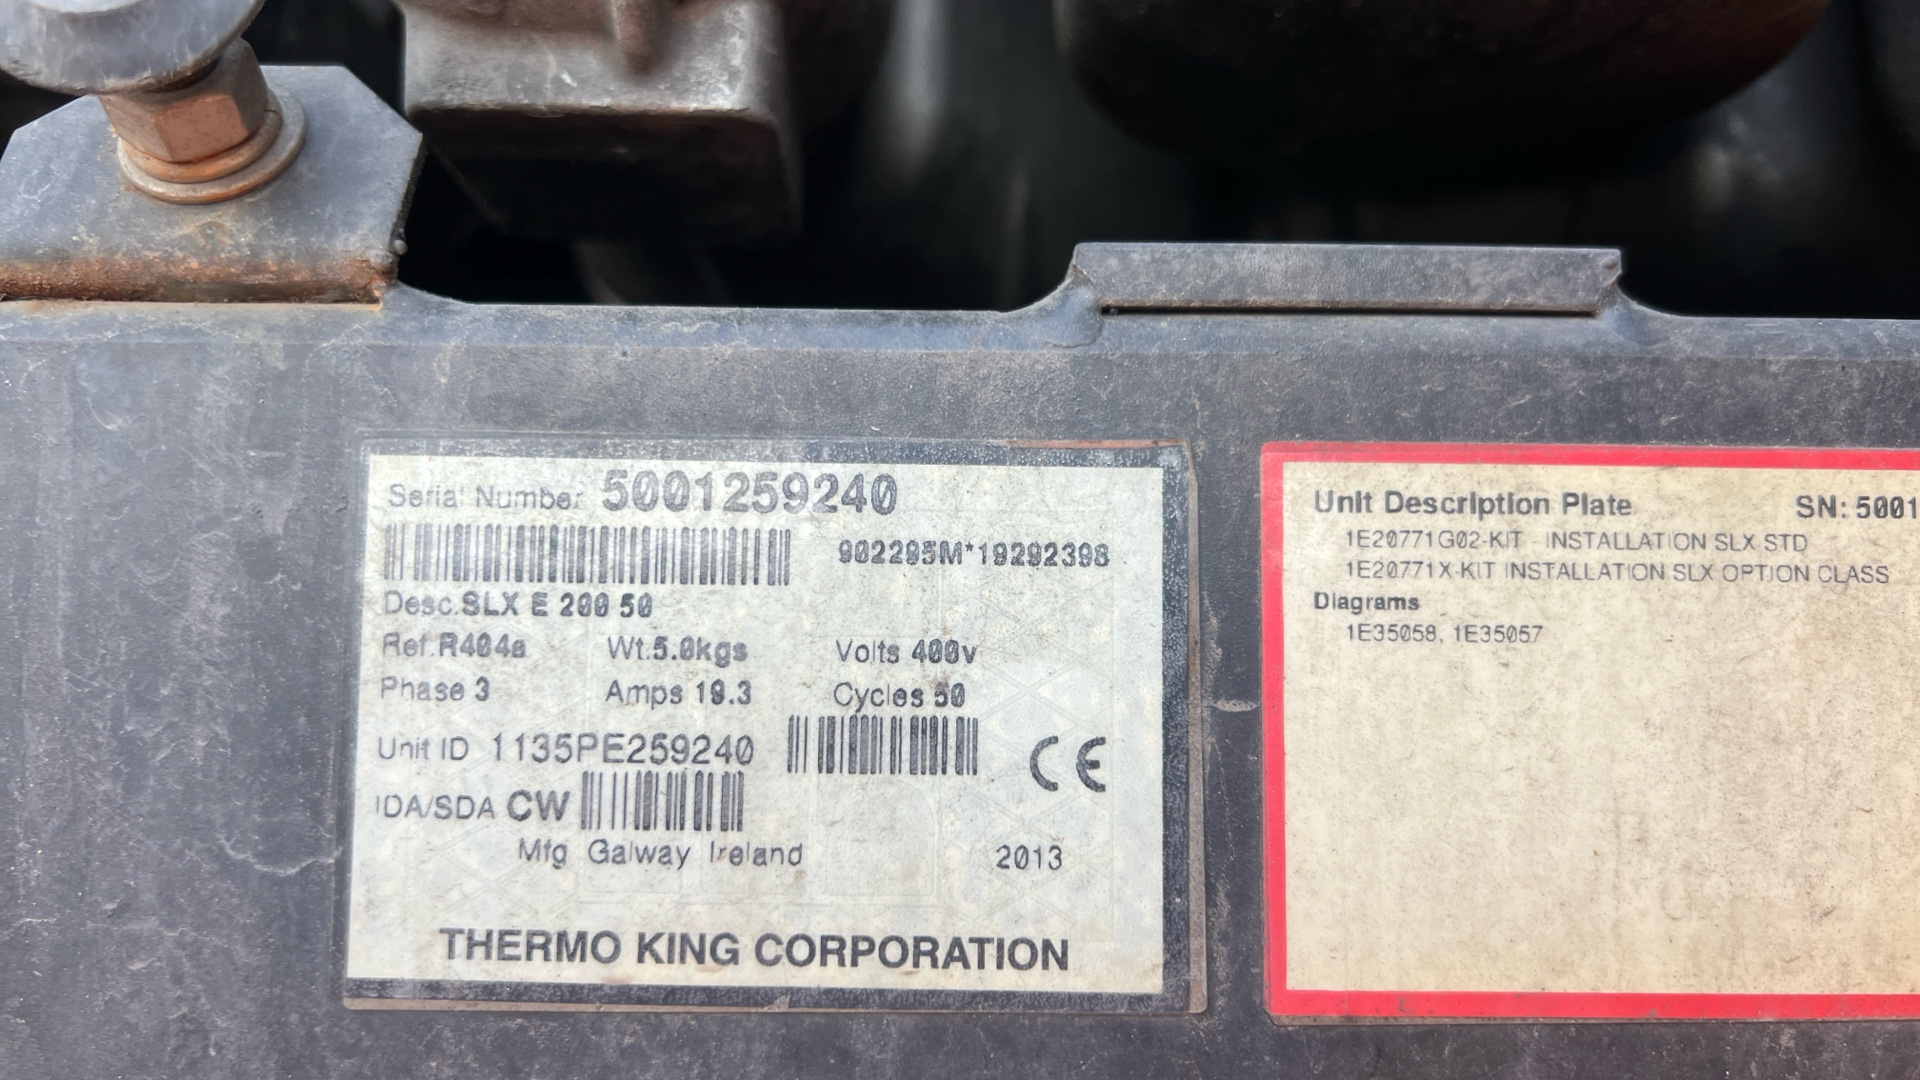 Serial Number 5001259240
902295M*19292398
Desc.SLX E 200 50
Ref.R404a Wt.5.0kgs Volts 400v
Phase 3 Amps 19.3 Cycles 50
Unit ID 1135PE259240
IDA/SDA CW
CE
Mfg Galway Ireland 2013
THERMO KING CORPORATION
Unit Description Plate SN: 5001
1E20771G02-KIT - INSTALLATION SLX STD
1E20771X-KIT INSTALLATION SLX OPTION CLASS
Diagrams
1E35058, 1E35057